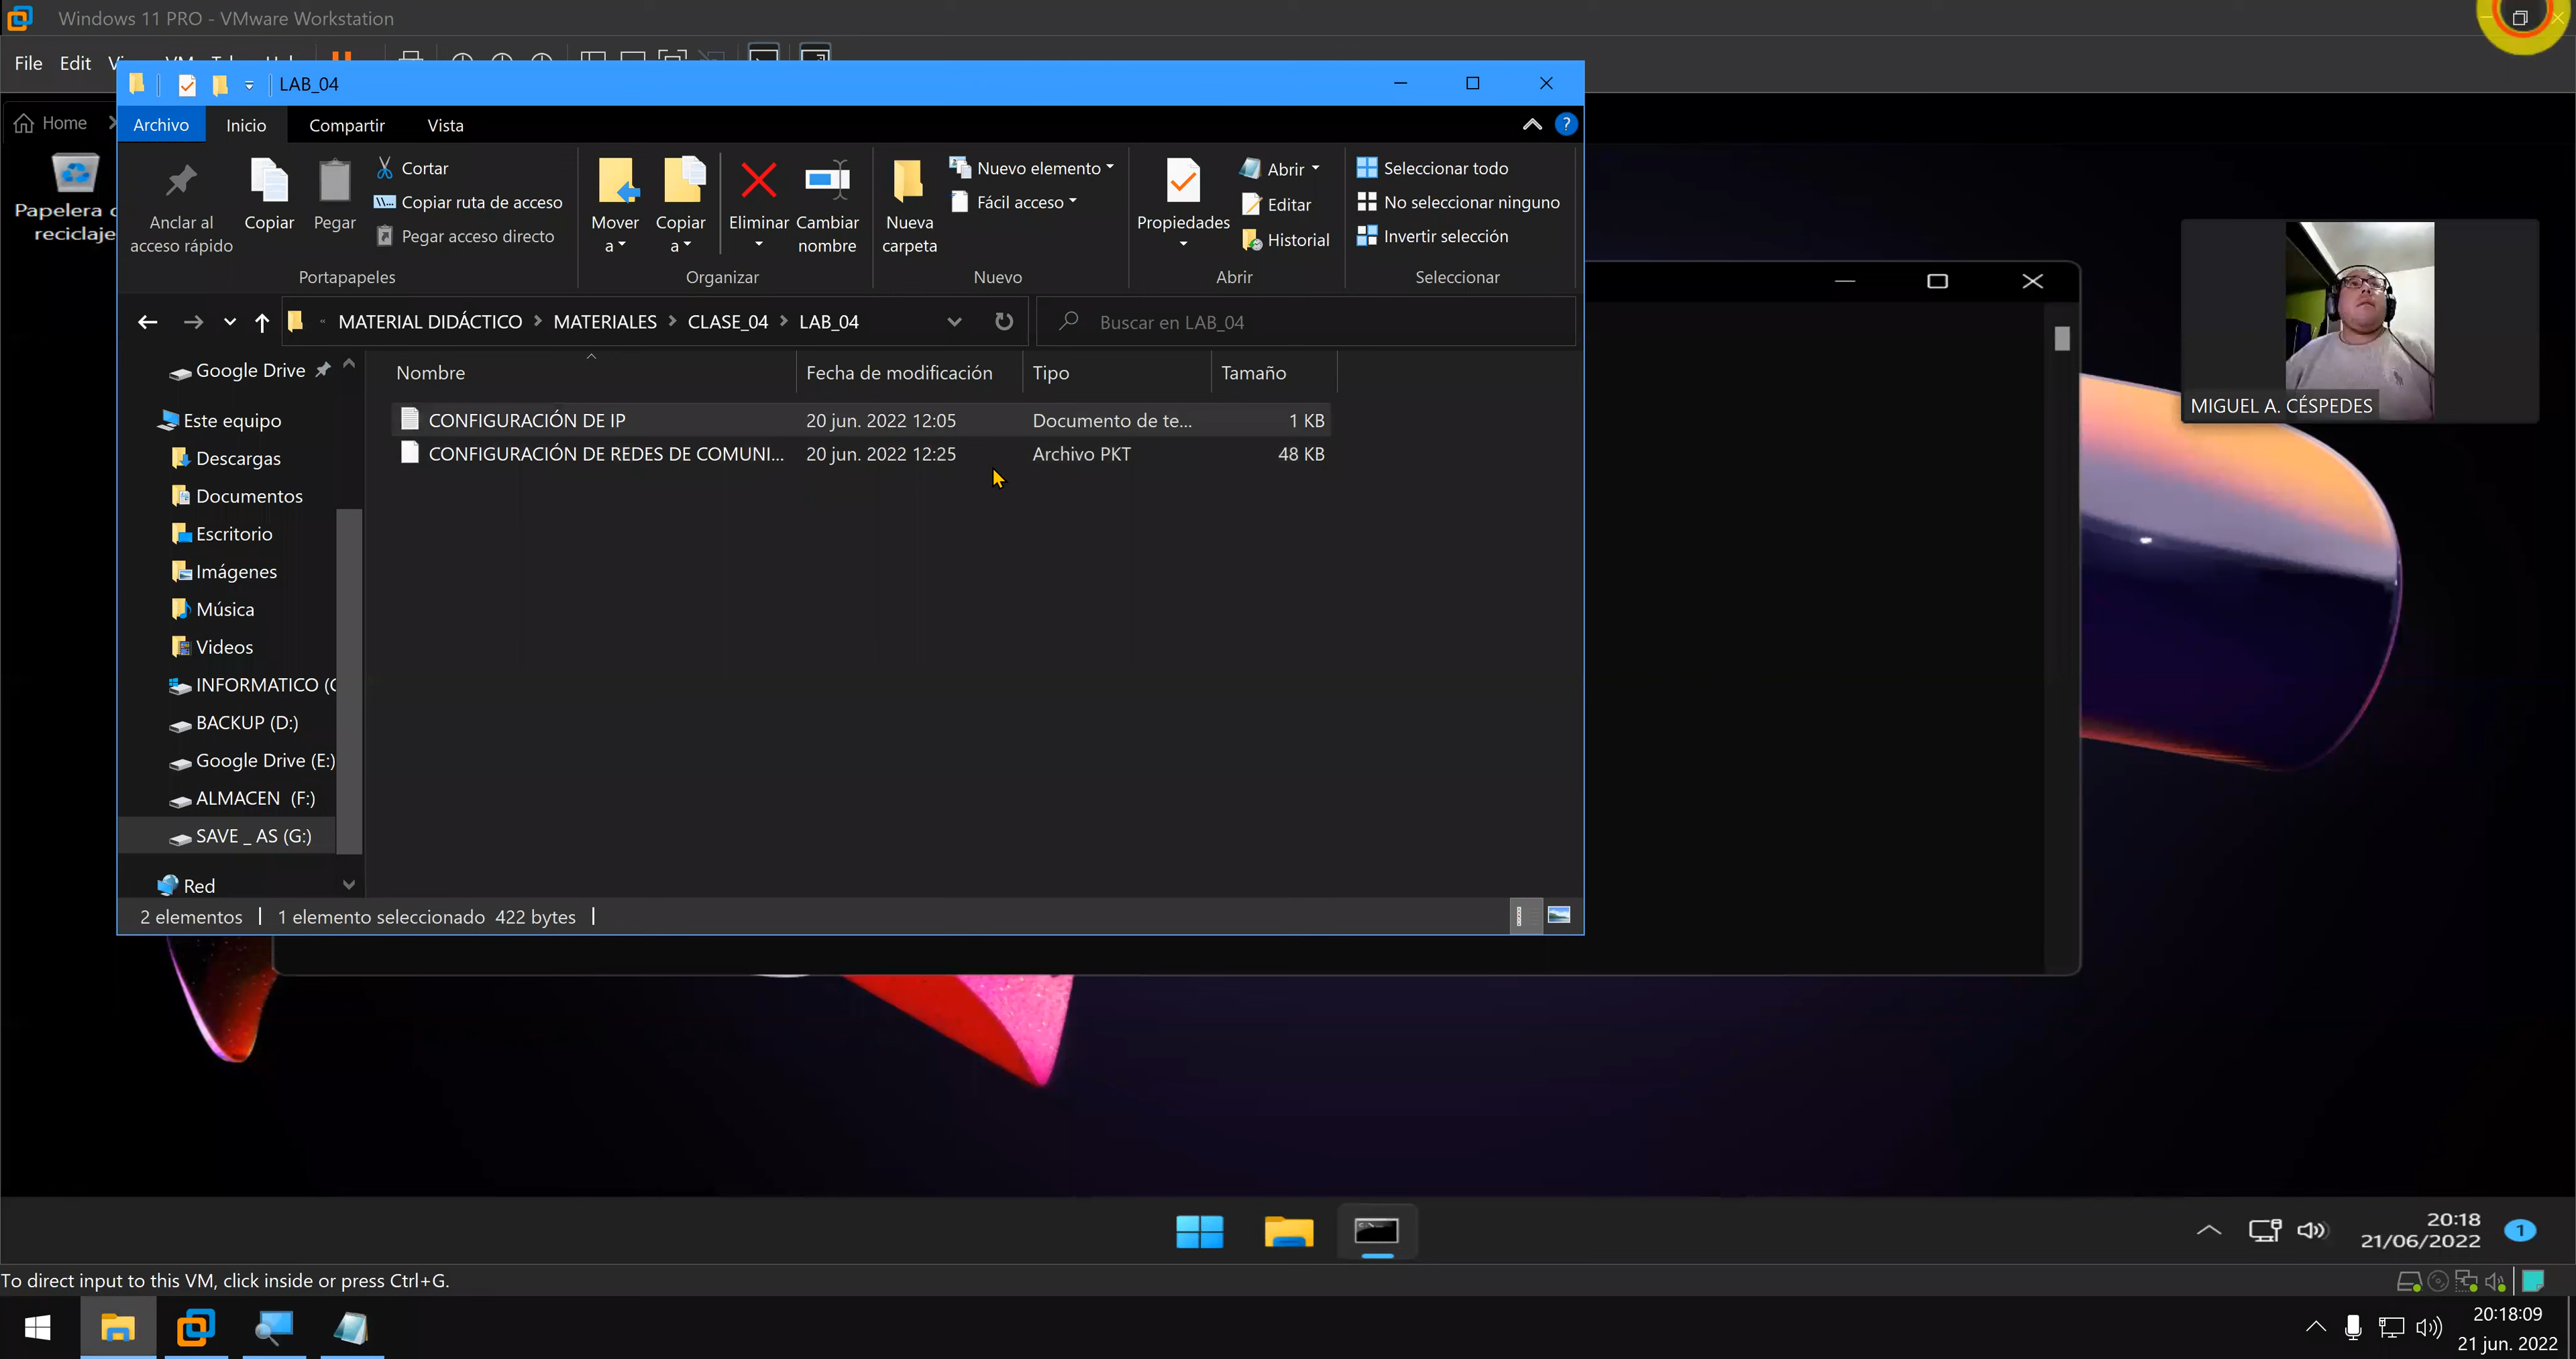 Windows 11 PRO - VMware Workstation
File Edit
LAB_04
Archivo Inicio Compartir Vista
Home
Papelera
reciclaje
Anclar al
acceso rápido
Copiar
Pegar
Cortar
Copiar ruta de acceso
Pegar acceso directo
Portapapeles
Mover
a
Copiar
a
Eliminar
Cambiar
nombre
Organizar
Nueva
carpeta
Nuevo elemento
Fácil acceso
Nuevo
Propiedades
Abrir
Editar
Historial
Abrir
Seleccionar todo
No seleccionar ninguno
Invertir selección
Seleccionar
« MATERIAL DIDÁCTICO > MATERIALES > CLASE_04 > LAB_04
Buscar en LAB_04
Nombre Fecha de modificación Tipo Tamaño
CONFIGURACIÓN DE IP 20 jun. 2022 12:05 Documento de te... 1 KB
CONFIGURACIÓN DE REDES DE COMUNI... 20 jun. 2022 12:25 Archivo PKT 48 KB
Google Drive
Este equipo
Descargas
Documentos
Escritorio
Imágenes
Música
Videos
INFORMATICO (C
BACKUP (D:)
Google Drive (E:)
ALMACEN (F:)
SAVE _ AS (G:)
Red
2 elementos 1 elemento seleccionado 422 bytes
MIGUEL A. CÉSPEDES
20:18
21/06/2022
1
To direct input to this VM, click inside or press Ctrl+G.
20:18:09
21 jun. 2022